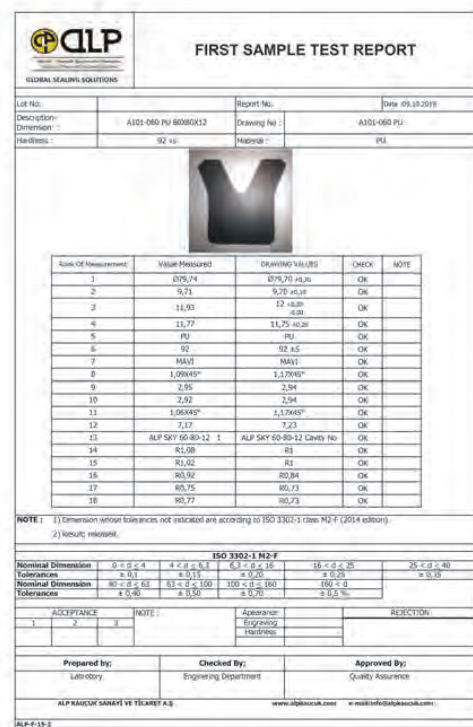 ALP
GLOBAL SEALING SOLUTIONS
FIRST SAMPLE TEST REPORT
Lot No: Report No. Date :09.10.2019
Description- Dimension : A101-060 PU 60X80X12 Drawing No : A101-060 PU
Hardness : 92 ±5 Material : PU
Rank Of Measurement Value Measured DRAWING VALUES CHECK NOTE
1 Ø79,74 Ø79,70 OK
2 9,71 9,70 ±0,10 OK
3 11,93 12 OK
4 11,77 11,75 ±0,20 OK
5 PU PU OK
6 92 92 ±5 OK
7 MAVİ MAVİ OK
8 1,09X45° 1,17X45° OK
9 2,95 2,94 OK
10 2,92 2,94 OK
11 1,06X45° 1,17X45° OK
12 7,17 7,23 OK
13 ALP SKY 60-80-12 1 ALP SKY 60-80-12 Cavity No OK
14 R1,08 R1 OK
15 R1,02 R1 OK
16 R0,92 R0,84 OK
17 R0,75 R0,73 OK
18 R0,77 R0,73 OK
NOTE : 1) Dimension whose tolerances not indicated are according to ISO 3302-1 class M2-F (2014 edition).
2) Result; released.
ISO 3302-1 M2-F
Nominal Dimension 0 < d ≤ 4 4 < d ≤ 6,3 6,3 < d ≤ 16 16 < d ≤ 25 25 < d ≤ 40
Tolerances ± 0,1 ± 0,15 ± 0,20 ± 0,25 ± 0,35
Nominal Dimension 40 < d ≤ 63 63 < d ≤ 100 100 < d ≤ 160 160 < d
Tolerances ± 0,40 ± 0,50 ± 0,70 ± 0,5 %
ACCEPTANCE NOTE : Apearance REJECTION
1 2 3 Engraving
Hardness -
Prepared by; Checked By; Approved By;
Labrotory Enginering Department Quality Assurance
ALP KAUÇUK SANAYİ VE TİCARET A.Ş www.alpkaucuk.com e-mail:info@alpkaucuk.com
ALP-F-15-2